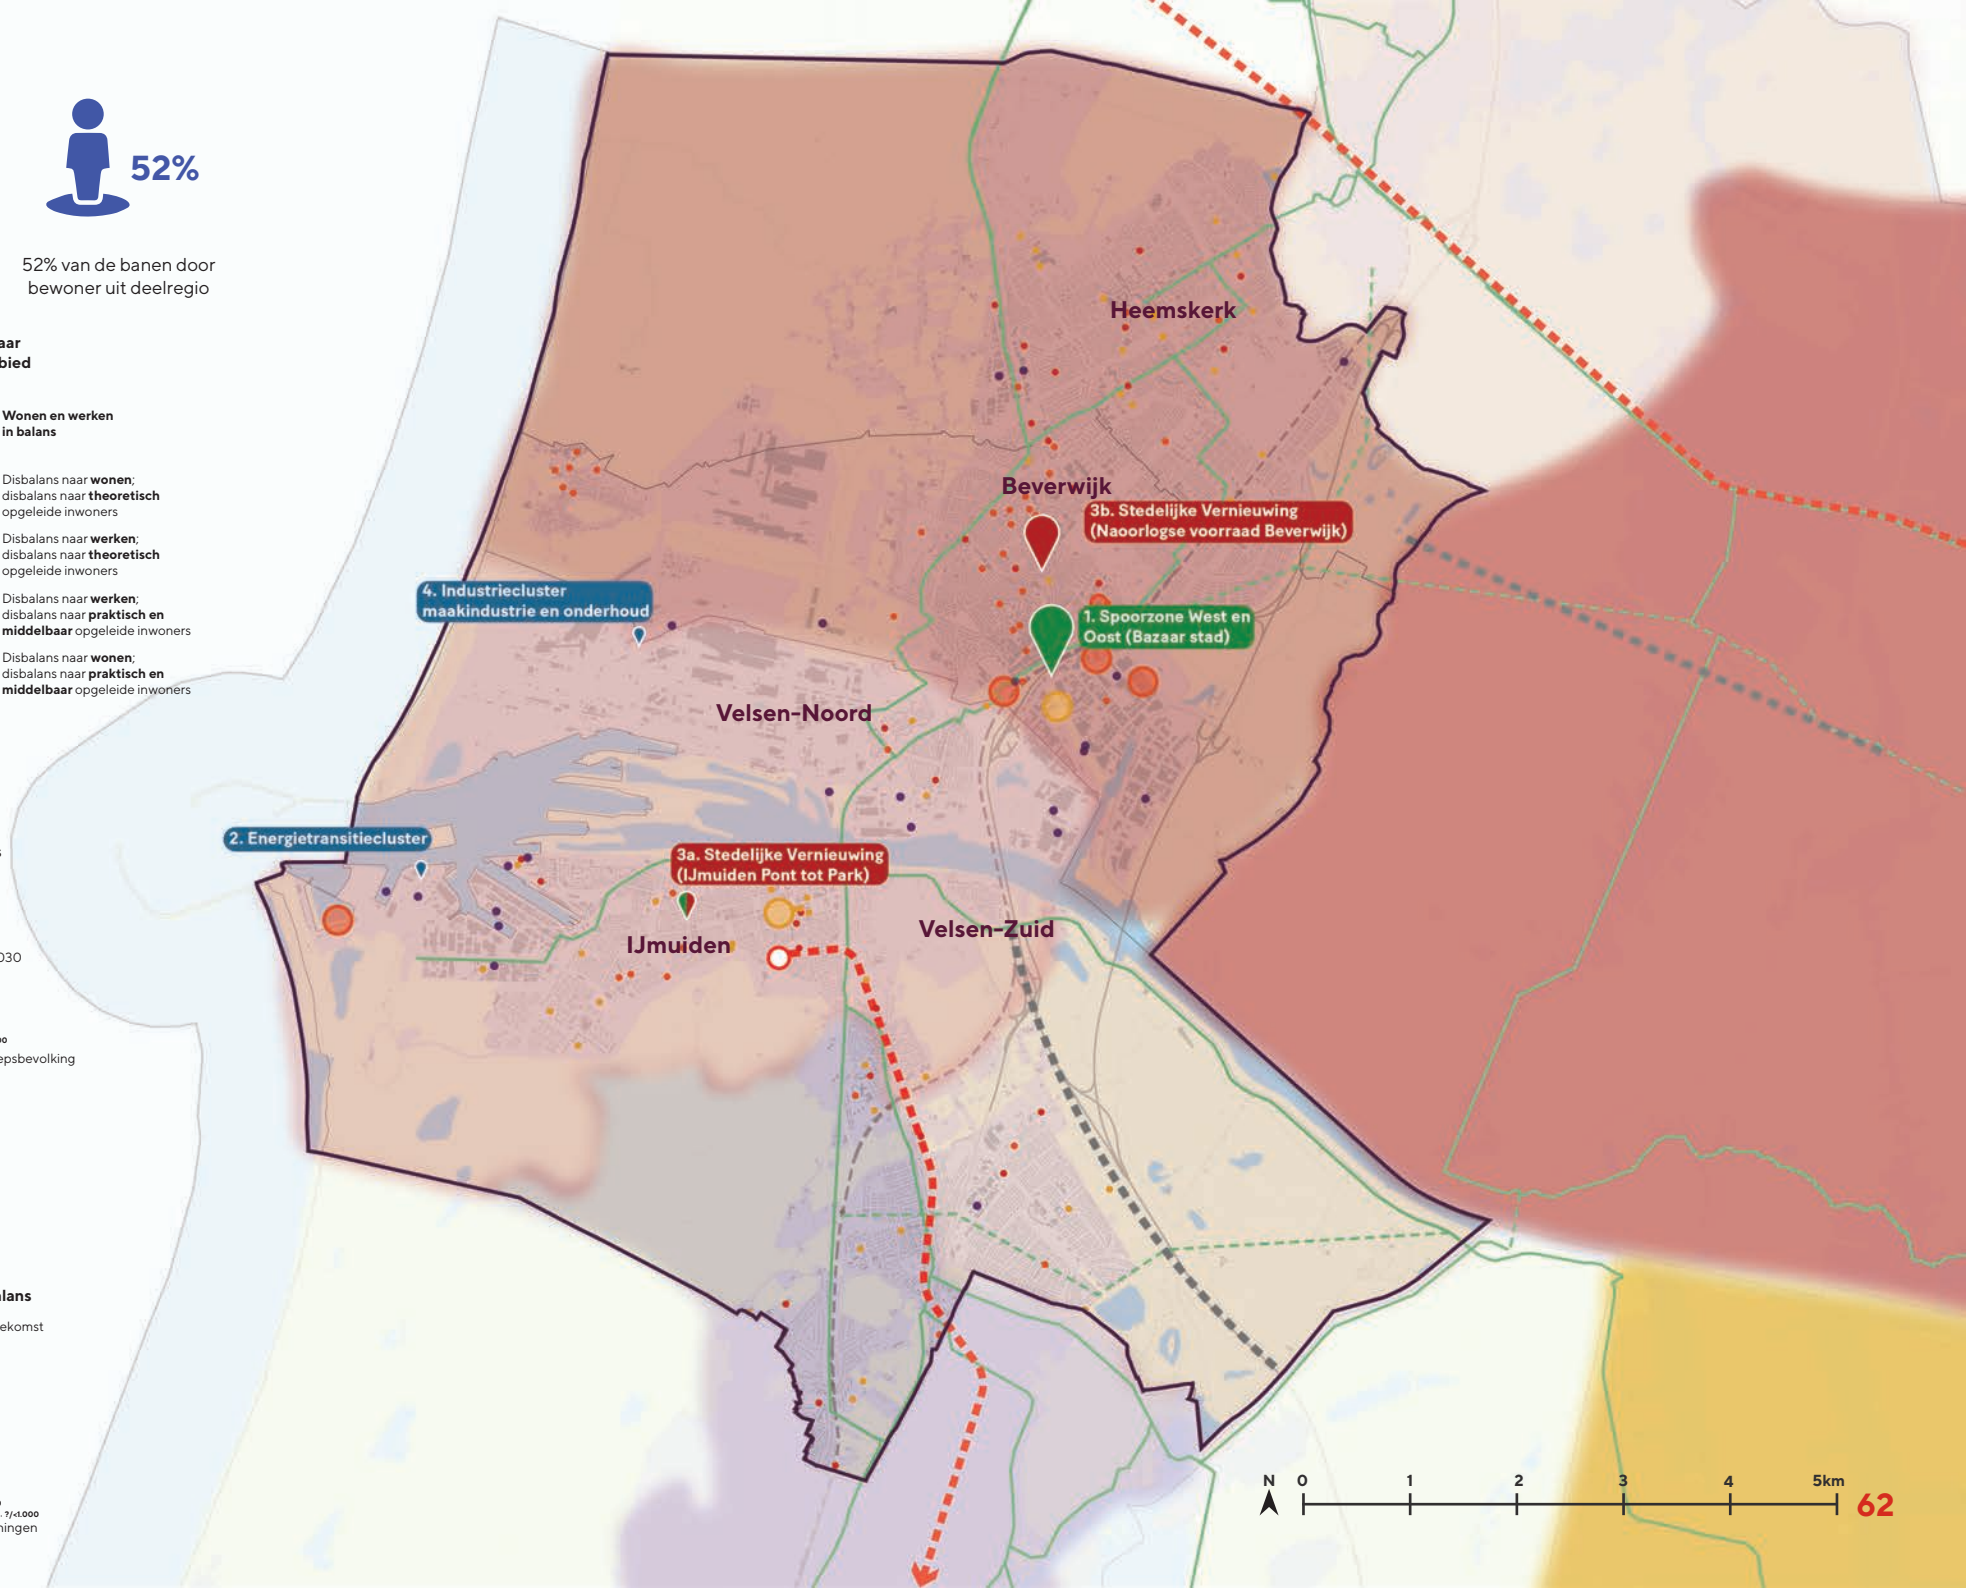 52%
52% van de banen door
bewoner uit deelregio
aar
bied
Wonen en werken
in balans
Disbalans naar wonen;
disbalans naar theoretisch
opgeleide inwoners
Disbalans naar werken;
disbalans naar theoretisch
opgeleide inwoners
Disbalans naar werken;
disbalans naar praktisch en
middelbaar opgeleide inwoners
Disbalans naar wonen;
disbalans naar praktisch en
middelbaar opgeleide inwoners
030
epsbevolking
lans
ekomst
?/<1.000
ningen
Heemskerk
Beverwijk
3b. Stedelijke Vernieuwing
(Naoorlogse voorraad Beverwijk)
4. Industriecluster
maakindustrie en onderhoud
1. Spoorzone West en
Oost (Bazaar stad)
Velsen-Noord
2. Energietransitiecluster
3a. Stedelijke Vernieuwing
(IJmuiden Pont tot Park)
IJmuiden
Velsen-Zuid
N 0 1 2 3 4 5km
62